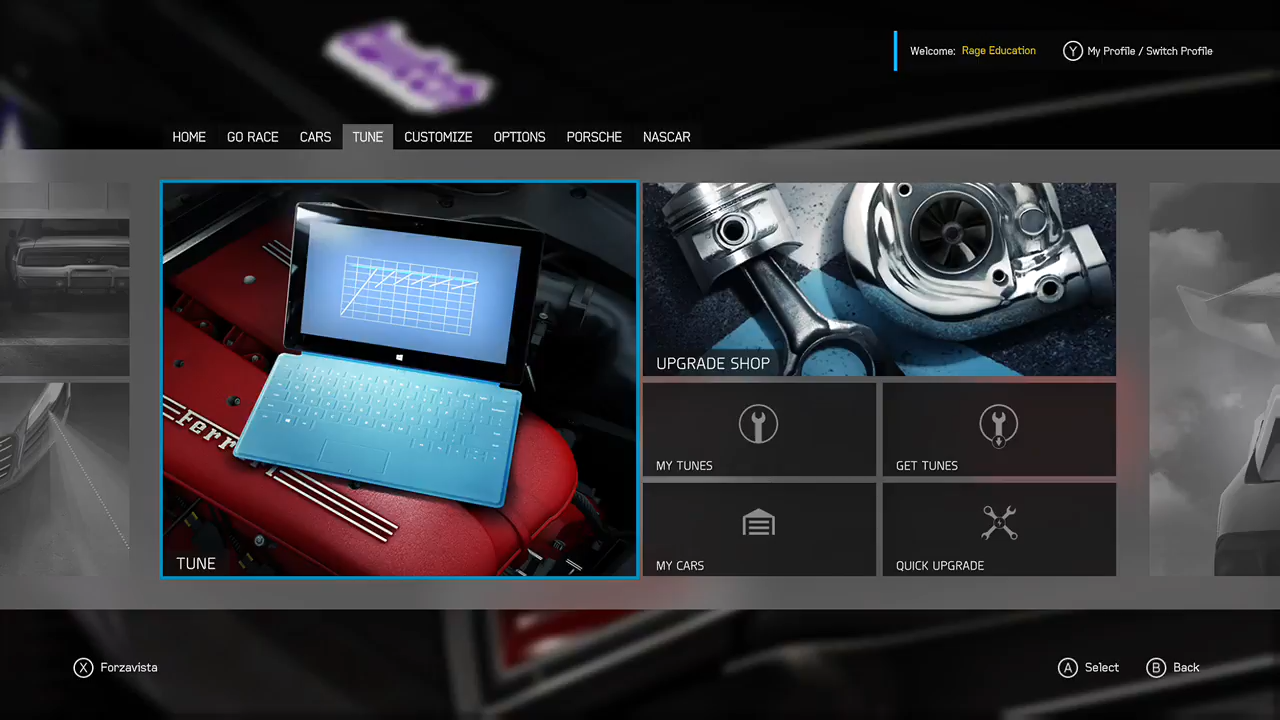 Welcome: Rage Education
Y My Profile / Switch Profile
HOME GO RACE CARS TUNE CUSTOMIZE OPTIONS PORSCHE NASCAR
TUNE
UPGRADE SHOP
MY TUNES
GET TUNES
MY CARS
QUICK UPGRADE
X Forzavista
A Select
B Back